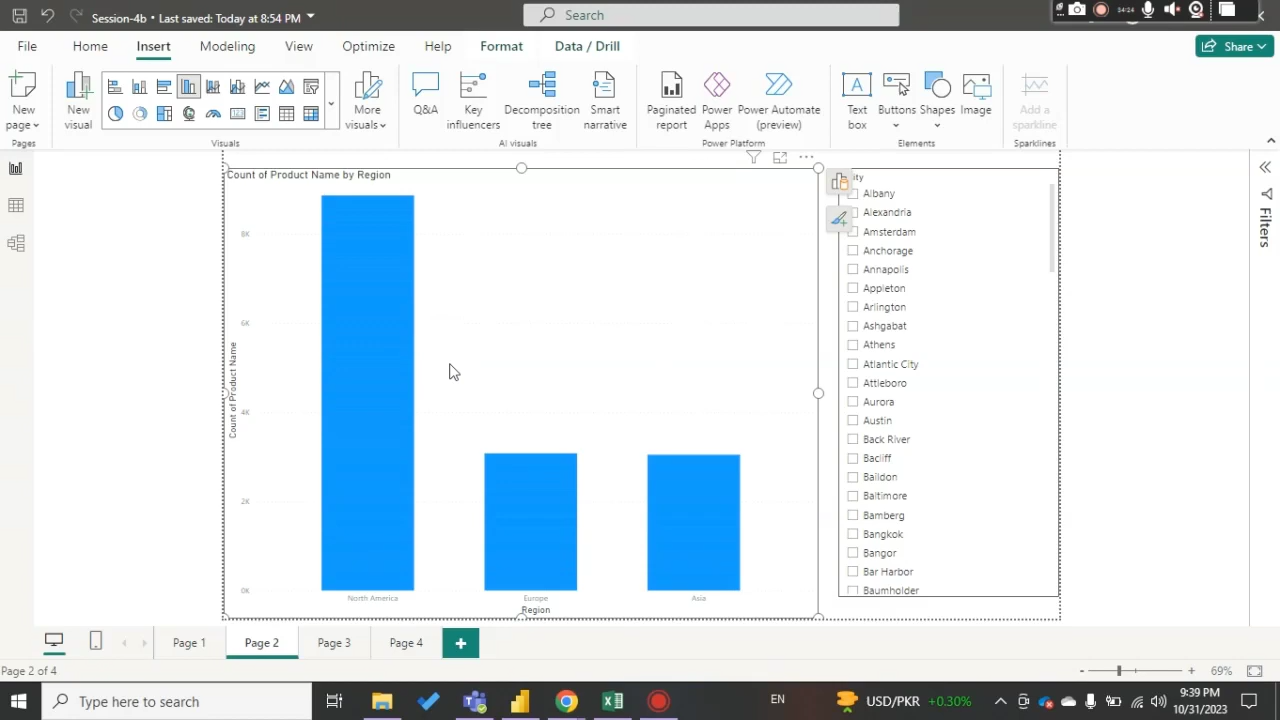 Session-4b • Last saved: Today at 8:54 PM
Search
File Home Insert Modeling View Optimize Help Format Data / Drill
Share
New page
New visual
More visuals
Q&A
Key influencers
Decomposition tree
Smart narrative
Paginated report
Power Apps
Power Automate (preview)
Text box
Buttons
Shapes
Image
Add a sparkline
Pages Visuals AI visuals Power Platform Elements Sparklines
Count of Product Name by Region
8K
6K
4K
2K
0K
Count of Product Name
North America Europe Asia
Region
ity
Albany
Alexandria
Amsterdam
Anchorage
Annapolis
Appleton
Arlington
Ashgabat
Athens
Atlantic City
Attleboro
Aurora
Austin
Back River
Bacliff
Baildon
Baltimore
Bamberg
Bangkok
Bangor
Bar Harbor
Baumholder
Filters
Page 1 Page 2 Page 3 Page 4
Page 2 of 4
69%
Type here to search
EN
USD/PKR +0.30%
9:39 PM
10/31/2023